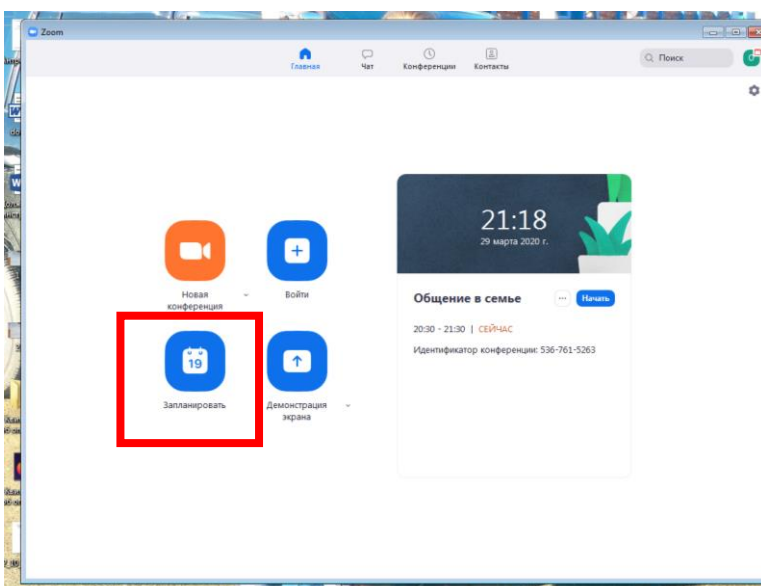 Zoom
Главная
Чат
Конференции
Контакты
Поиск
21:18
29 марта 2020 г.
Новая
конференция
Войти
Общение в семье
Начать
20:30 - 21:30 | СЕЙЧАС
Идентификатор конференции: 536-761-5263
19
Запланировать
Демонстрация
экрана